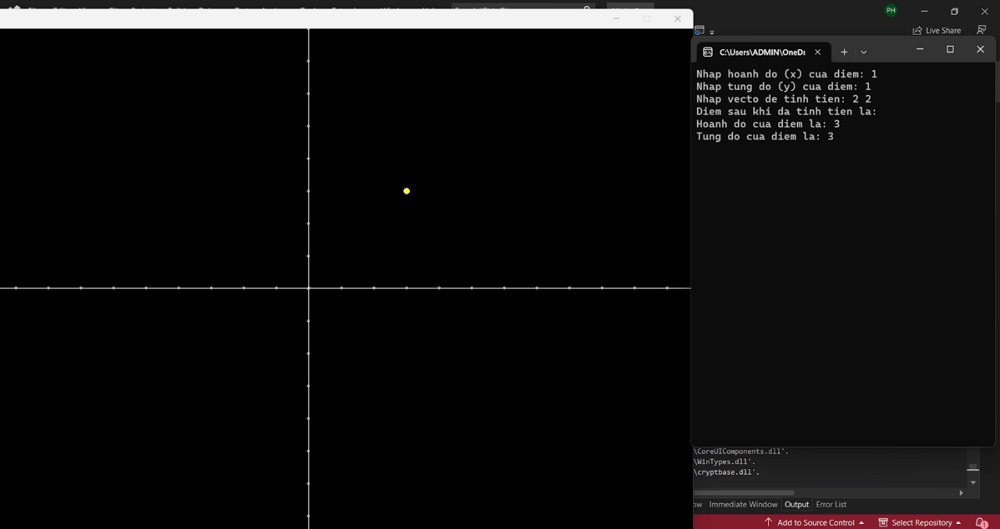 PH
Live Share
C:\Users\ADMIN\OneDr
Nhap hoanh do (x) cua diem: 1
Nhap tung do (y) cua diem: 1
Nhap vecto de tinh tien: 2 2
Diem sau khi da tinh tien la:
Hoanh do cua diem la: 3
Tung do cua diem la: 3
\CoreUIComponents.dll'.
\WinTypes.dll'.
\cryptbase.dll'.
Immediate Window Output Error List
Add to Source Control Select Repository 1